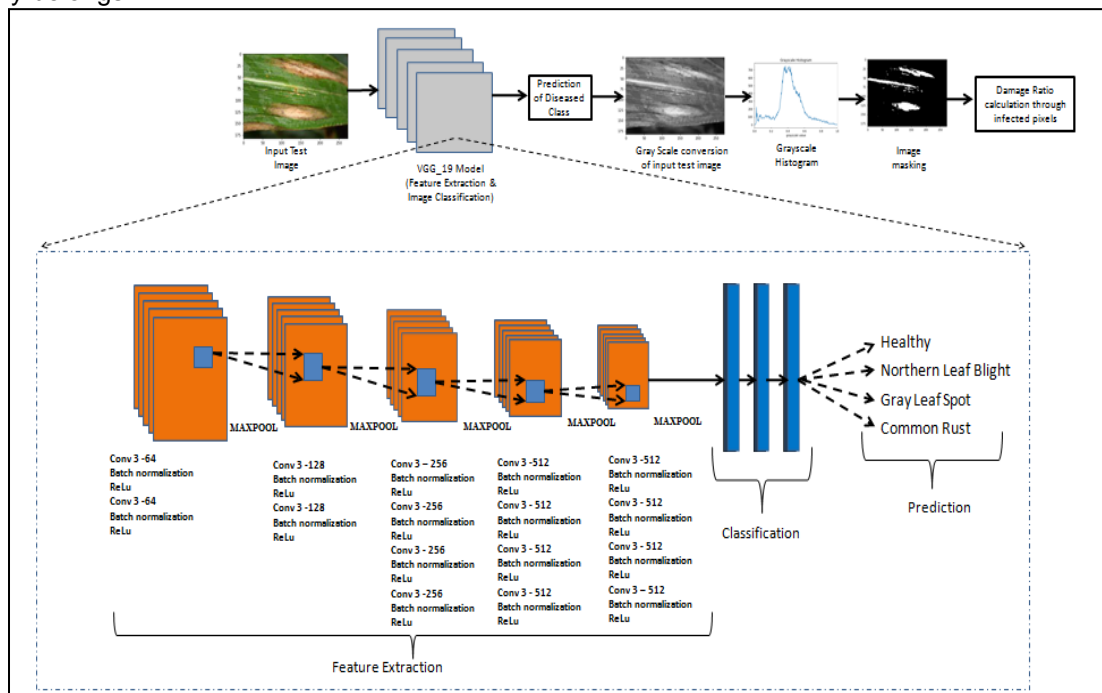 Input Test
Image
VGG_19 Model
(Feature Extraction &
Image Classification)
Prediction
of Diseased
Class
Gray Scale conversion
of input test image
Grayscale Histogram
Grayscale
Histogram
Image
masking
Damage Ratio
calculation through
infected pixels
MAXPOOL
MAXPOOL
MAXPOOL
MAXPOOL
MAXPOOL
Healthy
Northern Leaf Blight
Gray Leaf Spot
Common Rust
Conv 3 -64
Batch normalization
ReLu
Conv 3 -64
Batch normalization
ReLu
Conv 3 -128
Batch normalization
ReLu
Conv 3 -128
Batch normalization
ReLu
Conv 3 – 256
Batch normalization
ReLu
Conv 3 -256
Batch normalization
ReLu
Conv 3 - 256
Batch normalization
ReLu
Conv 3 -256
Batch normalization
ReLu
Conv 3 -512
Batch normalization
ReLu
Conv 3 - 512
Batch normalization
ReLu
Conv 3 - 512
Batch normalization
ReLu
Conv 3 - 512
Batch normalization
ReLu
Conv 3 -512
Batch normalization
ReLu
Conv 3 - 512
Batch normalization
ReLu
Conv 3 - 512
Batch normalization
ReLu
Conv 3 – 512
Batch normalization
ReLu
Classification
Prediction
Feature Extraction